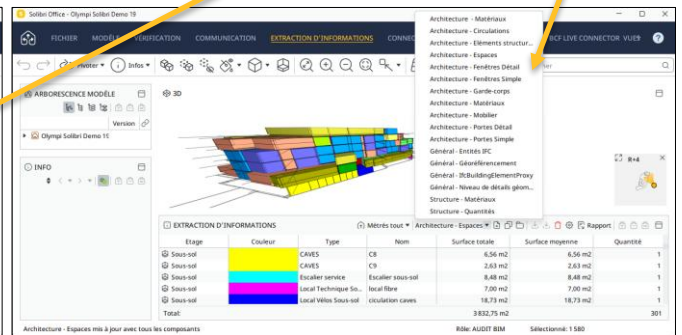 Solibri Office - Olympi Solibri Demo 19
FICHIER MODÈLE VÉRIFICATION COMMUNICATION EXTRACTION D'INFORMATIONS BCF LIVE CONNECTOR VUES
Pivoter Infos
Architecture - Matériaux
Architecture - Circulations
Architecture - Eléments structur...
Architecture - Espaces
Architecture - Fenêtres Détail
Architecture - Fenêtres Simple
Architecture - Garde-corps
Architecture - Matériaux
Architecture - Mobilier
Architecture - Portes Détail
Architecture - Portes Simple
Général - Entités IFC
Général - Géoréférencement
Général - IfcBuildingElementProxy
Général - Niveau de détails géom...
Structure - Matériaux
Structure - Quantités
ARBORESCENCE MODÈLE
Version
Olympi Solibri Demo 19
INFO
3D
R+4
EXTRACTION D'INFORMATIONS Métrés tout Architecture - Espaces Rapport
Etage Couleur Type Nom Surface totale Surface moyenne Quantité
Sous-sol CAVES C8 6,56 m2 6,56 m2 1
Sous-sol CAVES C9 2,63 m2 2,63 m2 1
Sous-sol Escalier service Escalier sous-sol 8,48 m2 8,48 m2 1
Sous-sol Local Technique So... local fibre 7,00 m2 7,00 m2 1
Sous-sol Local Vélos Sous-sol ciculation caves 18,73 m2 18,73 m2 1
Total: 3 832,75 m2 301
Architecture - Espaces mis à jour avec tous les composants Rôle: AUDIT BIM Sélectionné: 1 580